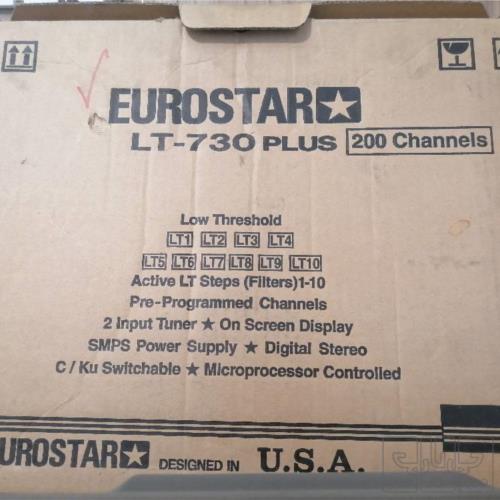 EUROSTAR
LT-730 PLUS 200 Channels
Low Threshold
LT1 LT2 LT3 LT4
LT5 LT6 LT7 LT8 LT9 LT10
Active LT Steps (Filters)1-10
Pre-Programmed Channels
2 Input Tuner ★ On Screen Display
SMPS Power Supply ★ Digital Stereo
C / Ku Switchable ★ Microprocessor Controlled
EUROSTAR DESIGNED IN U.S.A.